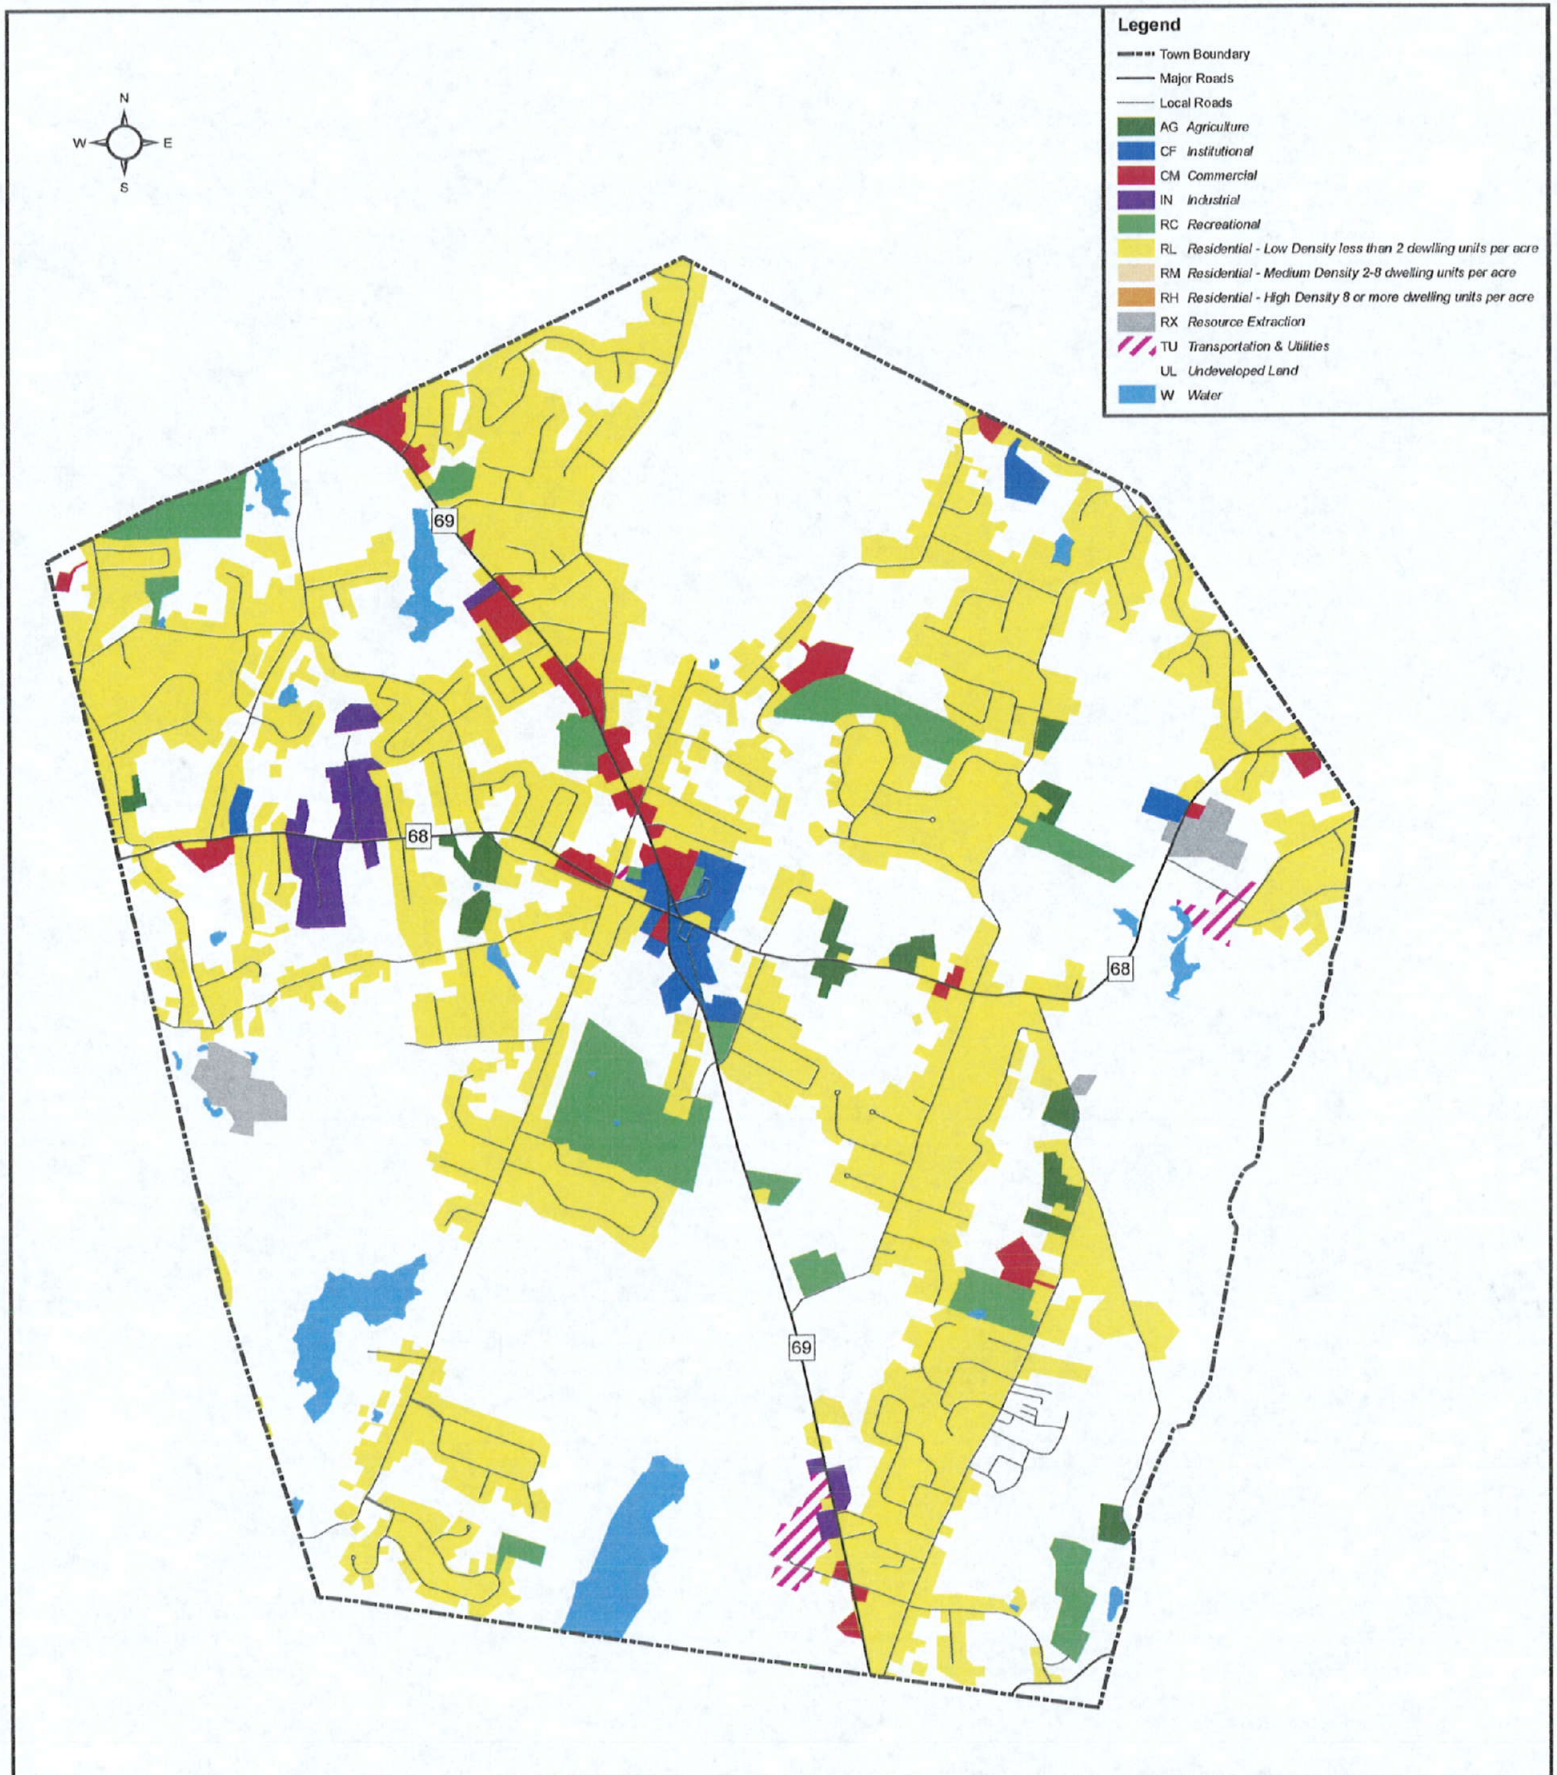 Legend
Town Boundary
Major Roads
Local Roads
AG Agriculture
CF Institutional
CM Commercial
IN Industrial
RC Recreational
RL Residential - Low Density less than 2 dewlling units per acre
RM Residential - Medium Density 2-8 dwelling units per acre
RH Residential - High Density 8 or more dwelling units per acre
RX Resource Extraction
TU Transportation & Utilities
UL Undeveloped Land
W Water
N
W E
S
69
68
68
69